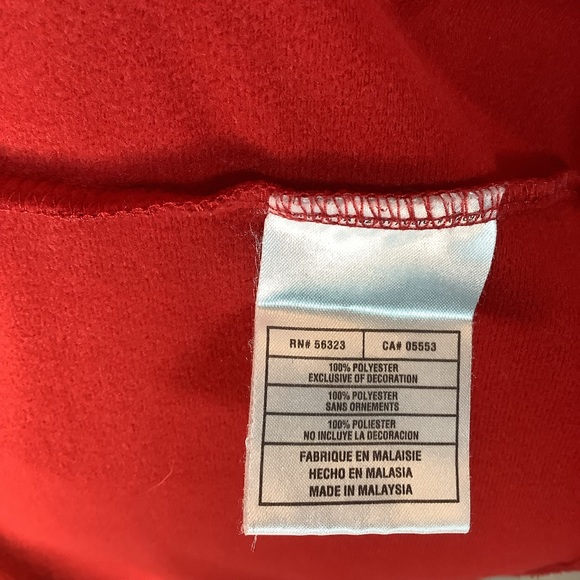 RN# 56323 CA# 05553
100% POLYESTER
EXCLUSIVE OF DECORATION
100% POLYESTER
SANS ORNEMENTS
100% POLIESTER
NO INCLUYE LA DECORACION
FABRIQUE EN MALAISIE
HECHO EN MALASIA
MADE IN MALAYSIA